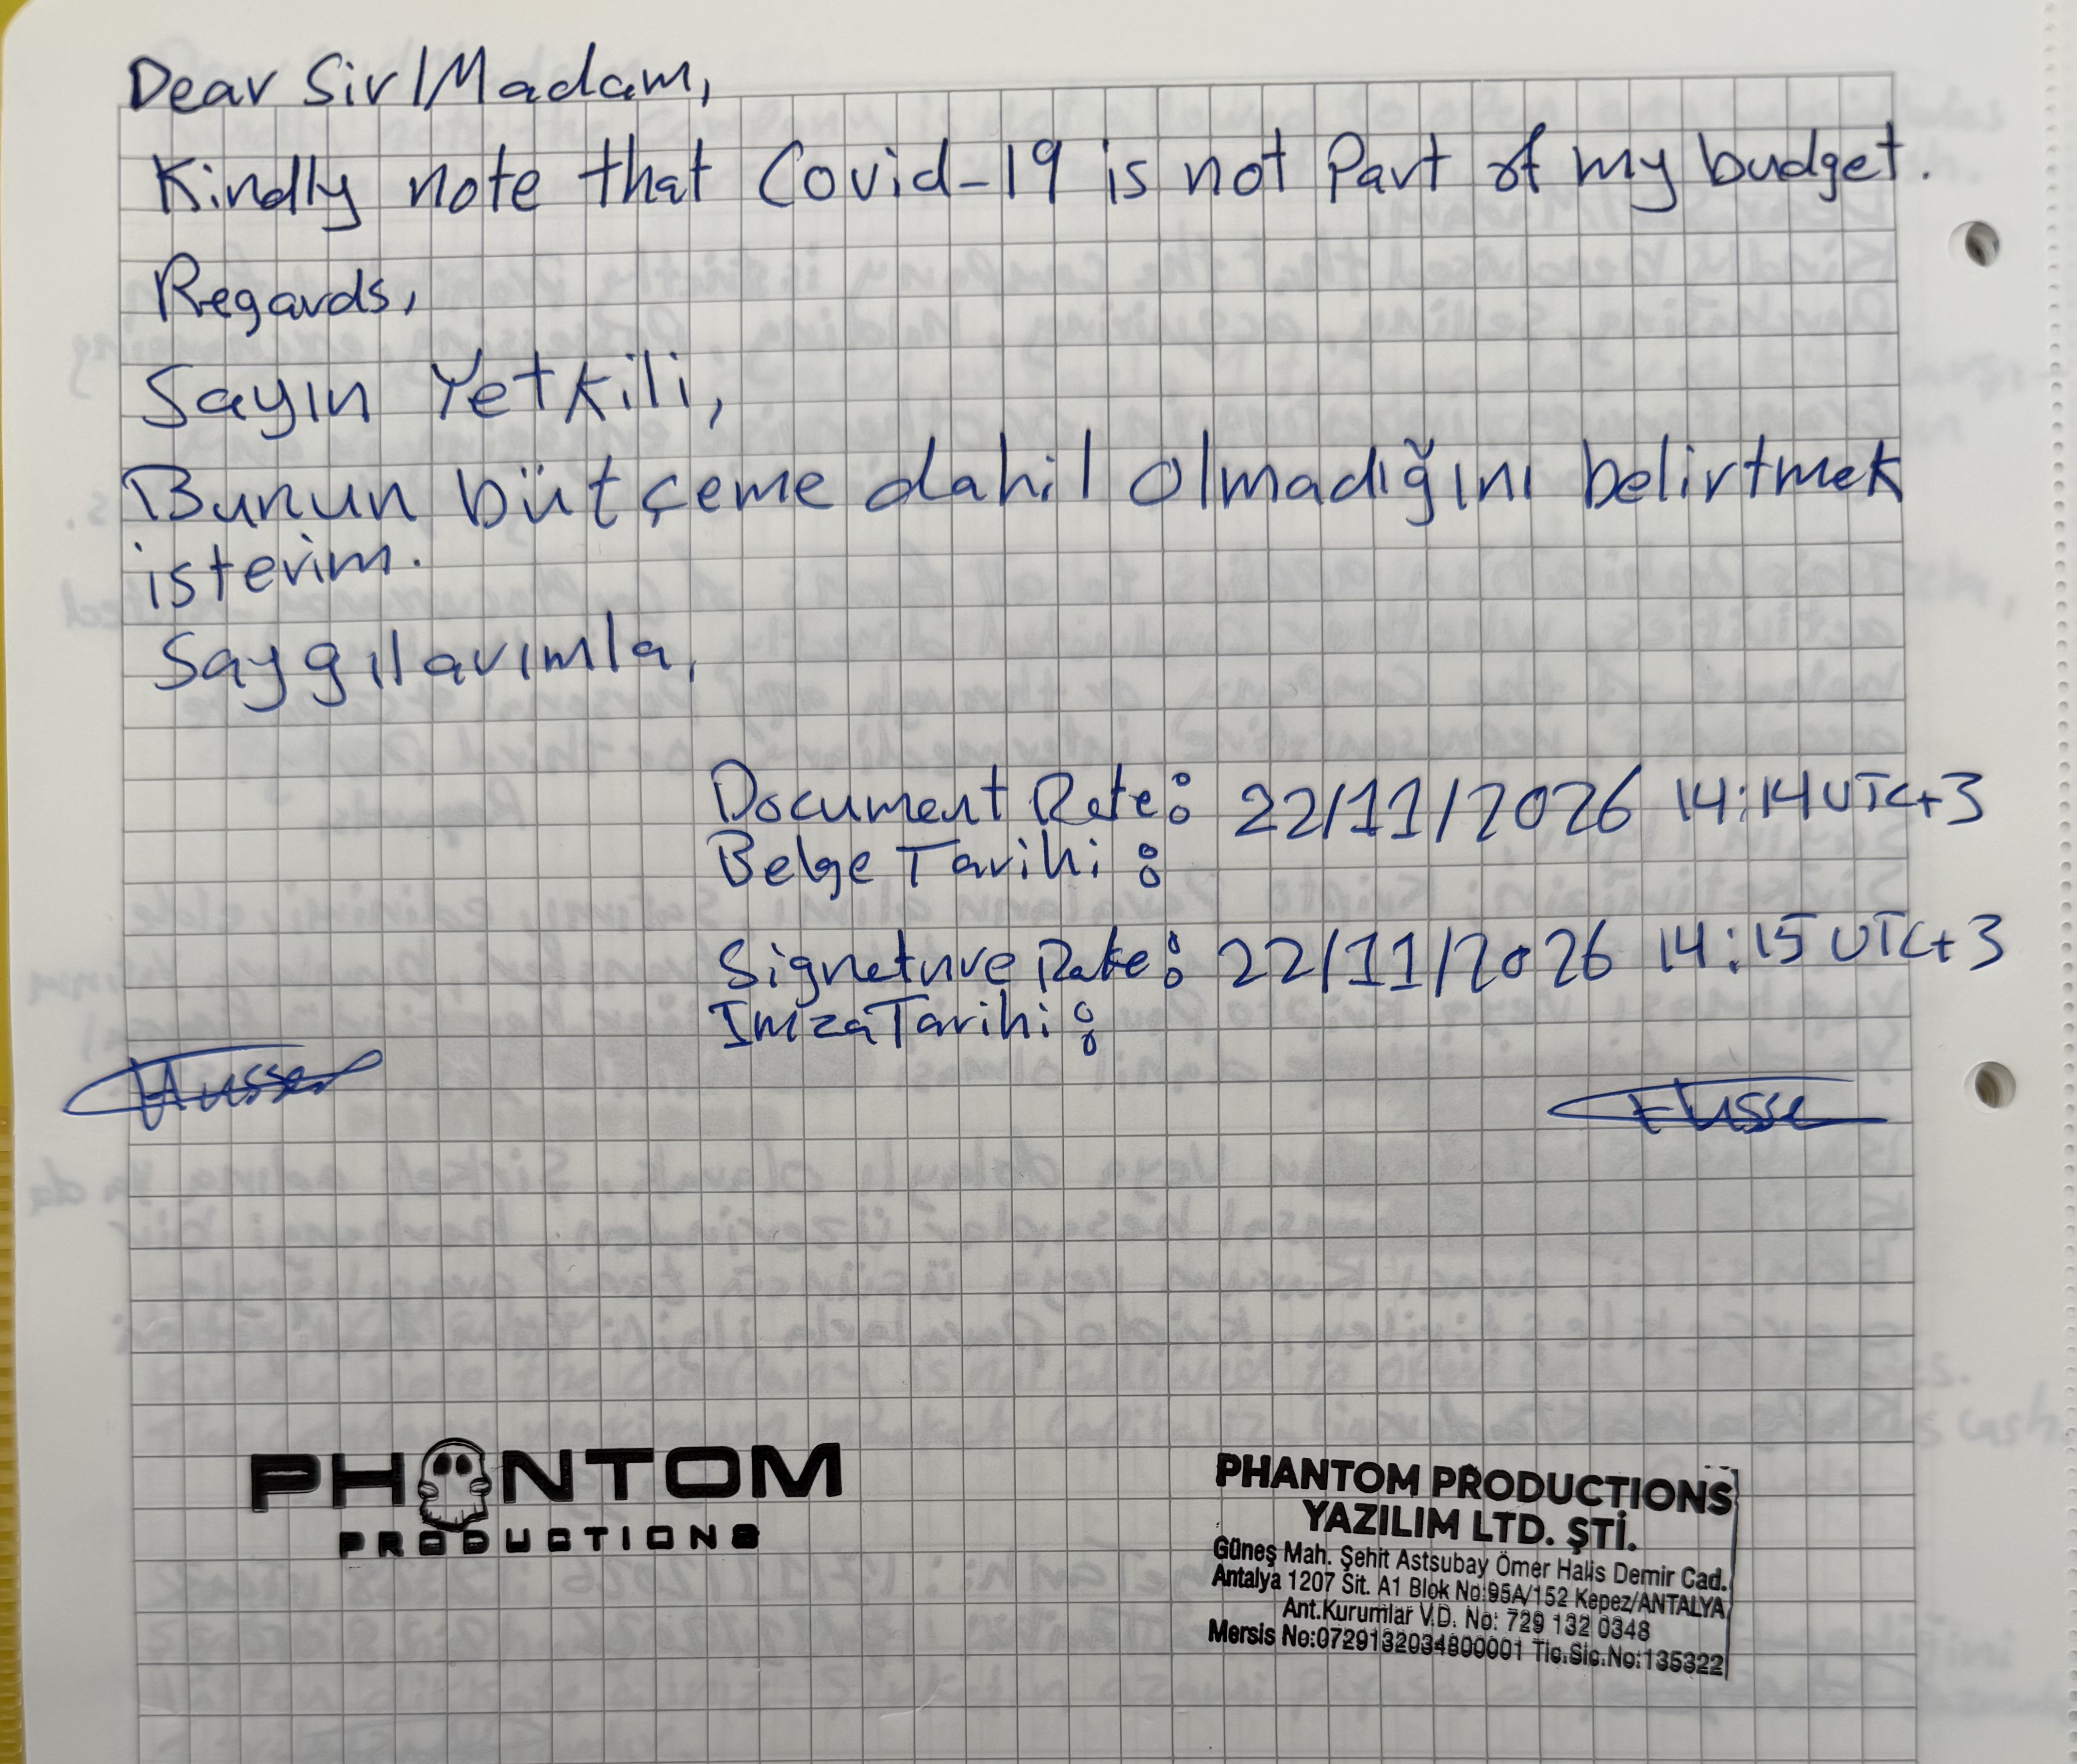 Dear Sir/Madam,
Kindly note that Covid-19 is not Part of my budget.
Regards,
Sayın Yetkili,
Bunun bütçeme dahil olmadığını belirtmek
isterim.
Saygılarımla,
Document Date: 22/11/2026 14:14 UTC+3
Belge Tarihi:
Signature Date: 22/11/2026 14:15 UTC+3
Imza Tarihi:
PHANTOM
PRODUCTIONS
PHANTOM PRODUCTIONS
YAZILIM LTD. ŞTİ.
Güneş Mah. Şehit Astsubay Ömer Halis Demir Cad.
Antalya 1207 Sit. A1 Blok No:95A/152 Kepez/ANTALYA
Ant.Kurumlar V.D. No: 729 132 0348
Mersis No:0729132034800001 Tic.Sic.No:135322